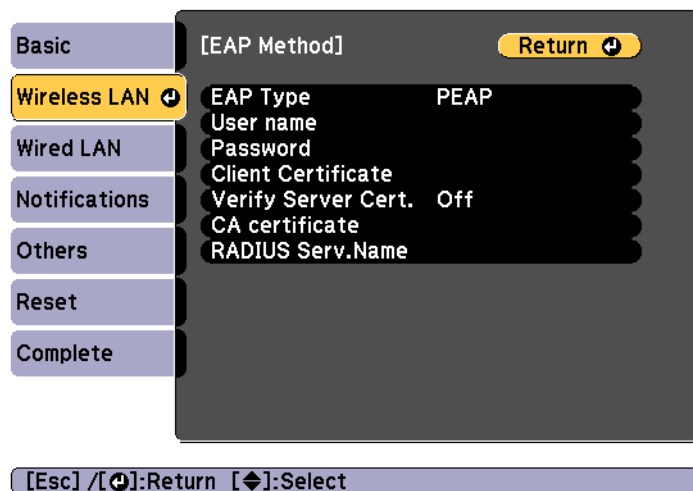 Basic
Wireless LAN
Wired LAN
Notifications
Others
Reset
Complete
[EAP Method]
Return
EAP Type PEAP
User name
Password
Client Certificate
Verify Server Cert. Off
CA certificate
RADIUS Serv.Name
[Esc] /[⏎]:Return [◆]:Select